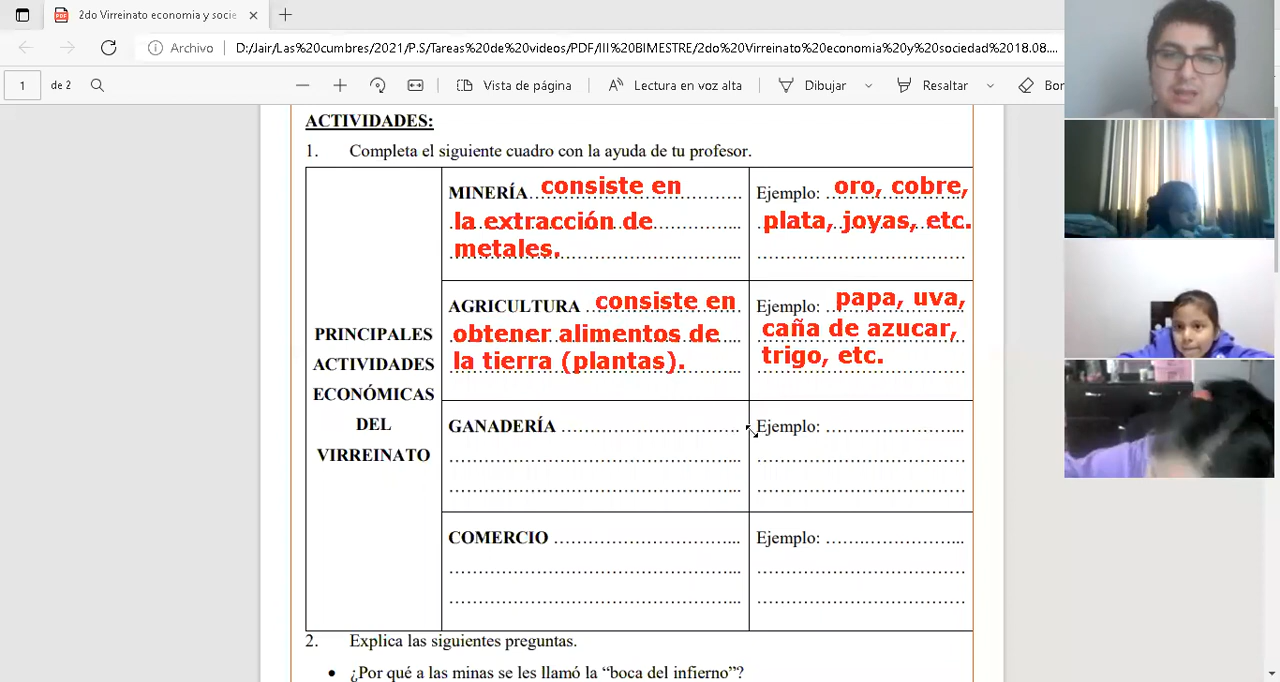 2do Virreinato economia y socie
Archivo D:/Jair/Las%20cumbres/2021/P.S/Tareas%20de%20videos/PDF/III%20BIMESTRE/2do%20Virreinato%20economia%20y%20sociedad%2018.08....
1 de 2 Vista de página Lectura en voz alta Dibujar Resaltar Bor
ACTIVIDADES:
1. Completa el siguiente cuadro con la ayuda de tu profesor.
PRINCIPALES
ACTIVIDADES
ECONÓMICAS
DEL
VIRREINATO
MINERÍA consiste en
la extracción de
metales.
Ejemplo: oro, cobre,
plata, joyas, etc.
AGRICULTURA consiste en
obtener alimentos de
la tierra (plantas).
Ejemplo: papa, uva,
caña de azucar,
trigo, etc.
GANADERÍA ……………………………
Ejemplo: …………………………
COMERCIO ……………………………
Ejemplo: …………………………
2. Explica las siguientes preguntas.
• ¿Por qué a las minas se les llamó la “boca del infierno”?